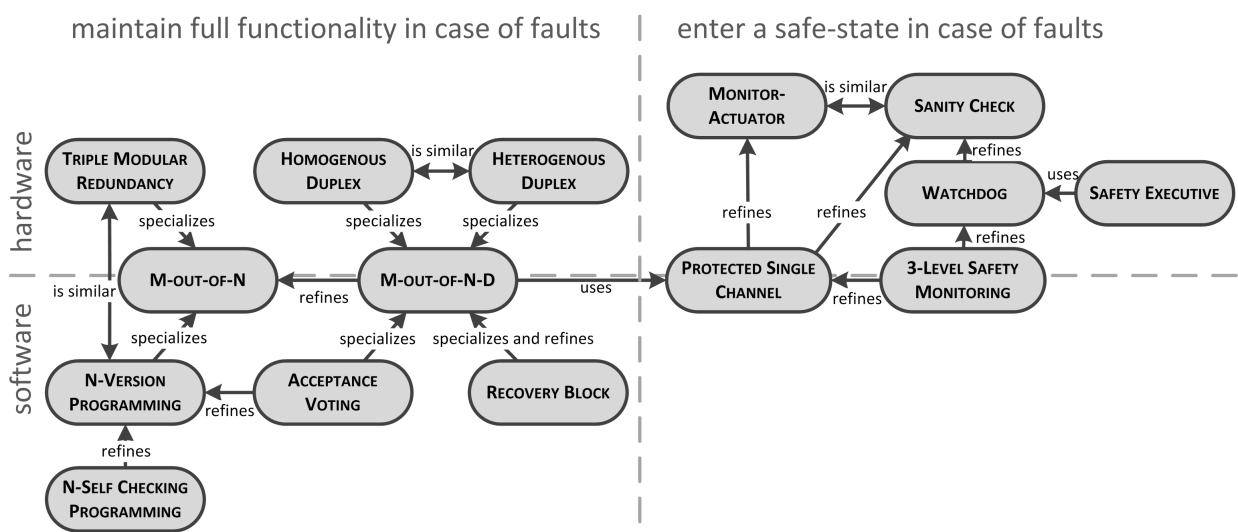 maintain full functionality in case of faults
enter a safe-state in case of faults
hardware
software
TRIPLE MODULAR
REDUNDANCY
HOMOGENOUS
DUPLEX
is similar
HETEROGENOUS
DUPLEX
specializes
specializes
specializes
M-OUT-OF-N
refines
M-OUT-OF-N-D
uses
is similar
specializes
specializes
specializes and refines
N-VERSION
PROGRAMMING
refines
ACCEPTANCE
VOTING
RECOVERY BLOCK
refines
N-SELF CHECKING
PROGRAMMING
MONITOR-
ACTUATOR
is similar
SANITY CHECK
refines
WATCHDOG
uses
SAFETY EXECUTIVE
refines
refines
refines
PROTECTED SINGLE
CHANNEL
refines
3-LEVEL SAFETY
MONITORING